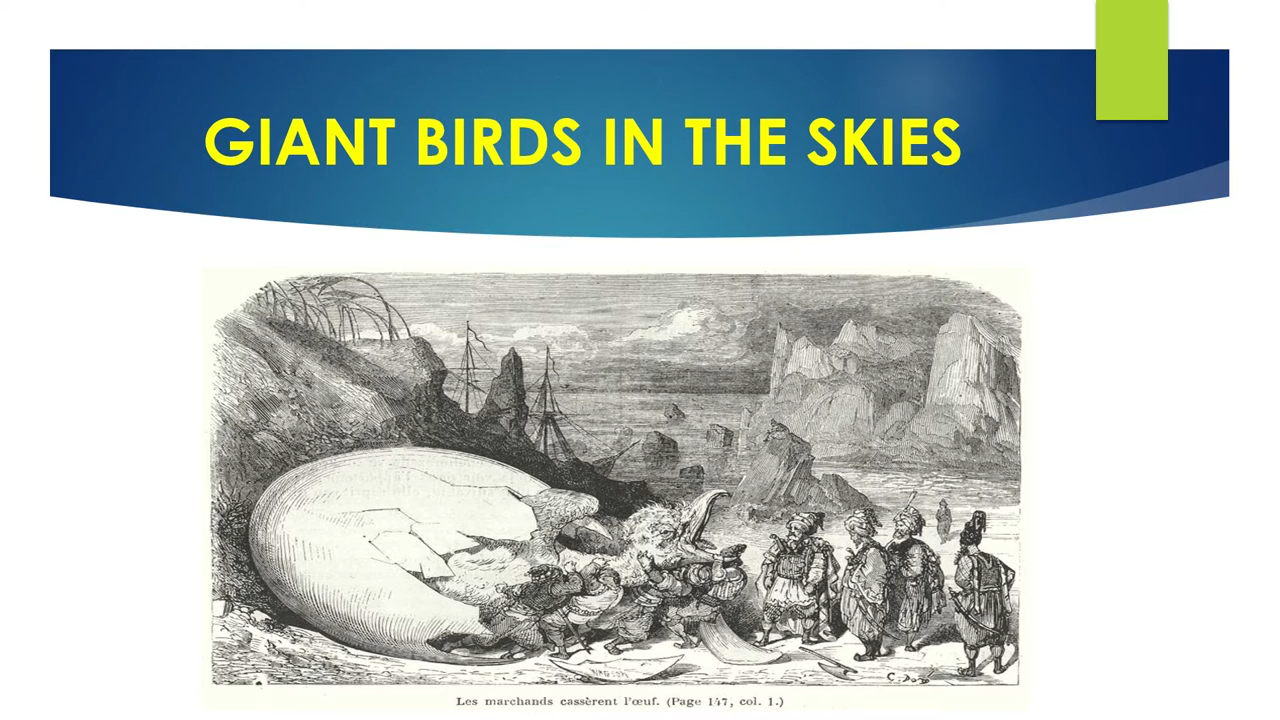 GIANT BIRDS IN THE SKIES
Les marchands cassèrent l'œuf. (Page 147, col. 1.)